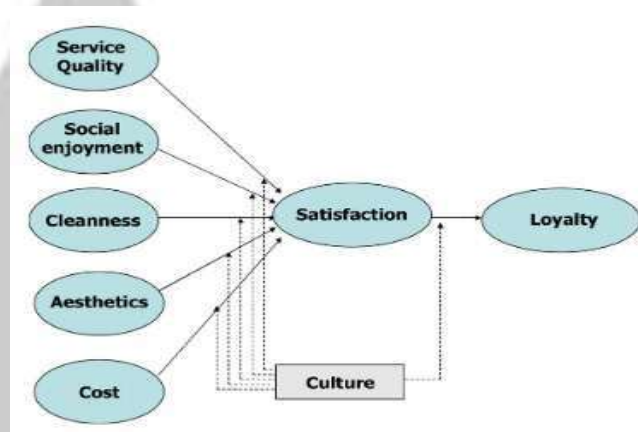 Service
Quality
Social
enjoyment
Cleanness
Satisfaction
Loyalty
Aesthetics
Culture
Cost